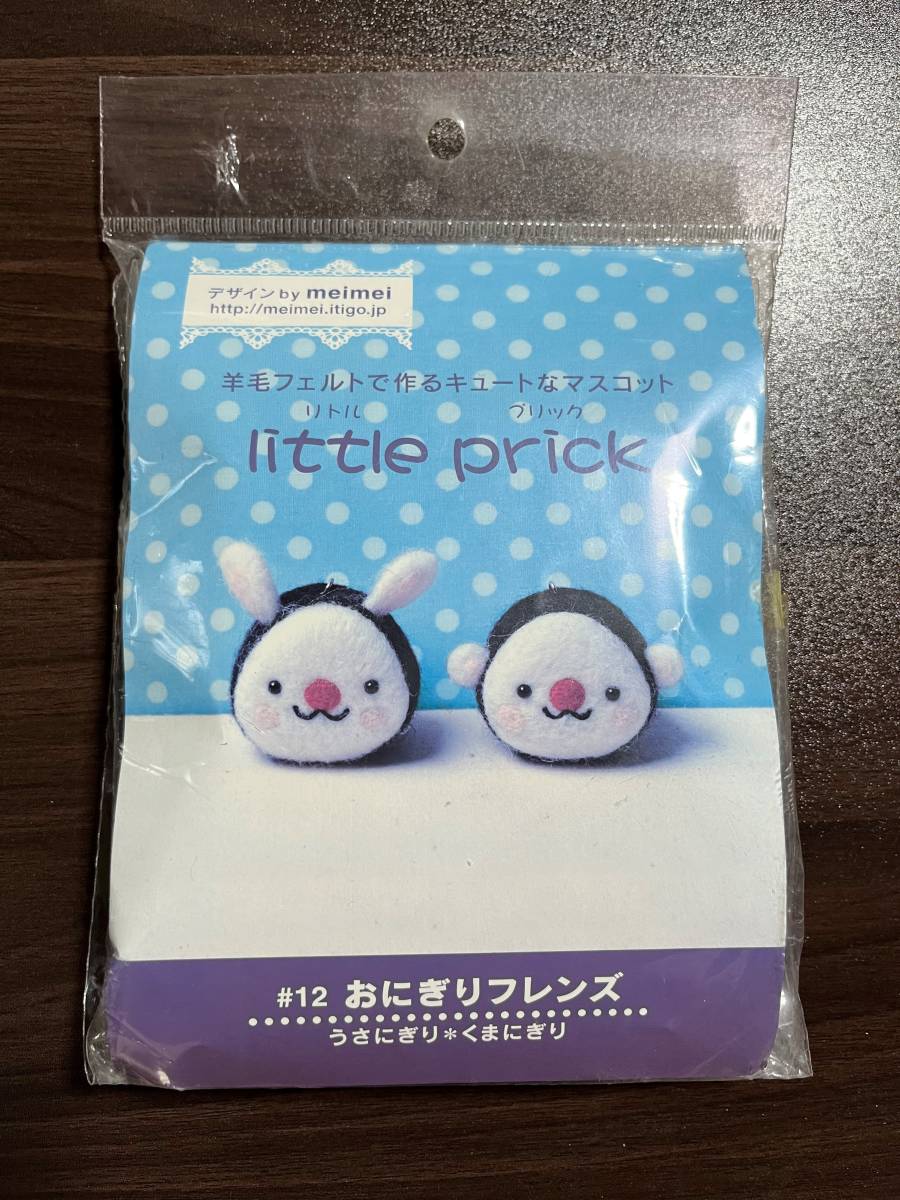 デザインby meimei
http://meimei.itigo.jp
羊毛フェルトで作るキュートなマスコット
リトル プリック
little prick
#12 おにぎりフレンズ
うさにぎり*くまにぎり